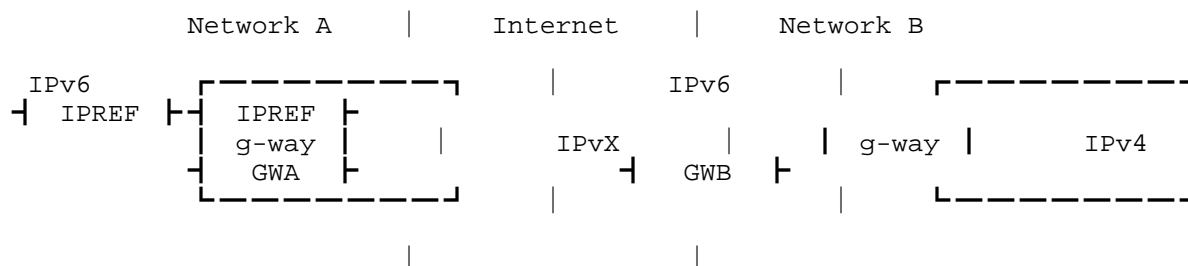 Network A | Internet | Network B
IPv6 IPv6
IPREF IPREF
g-way IPvX g-way IPv4
GWA GWB